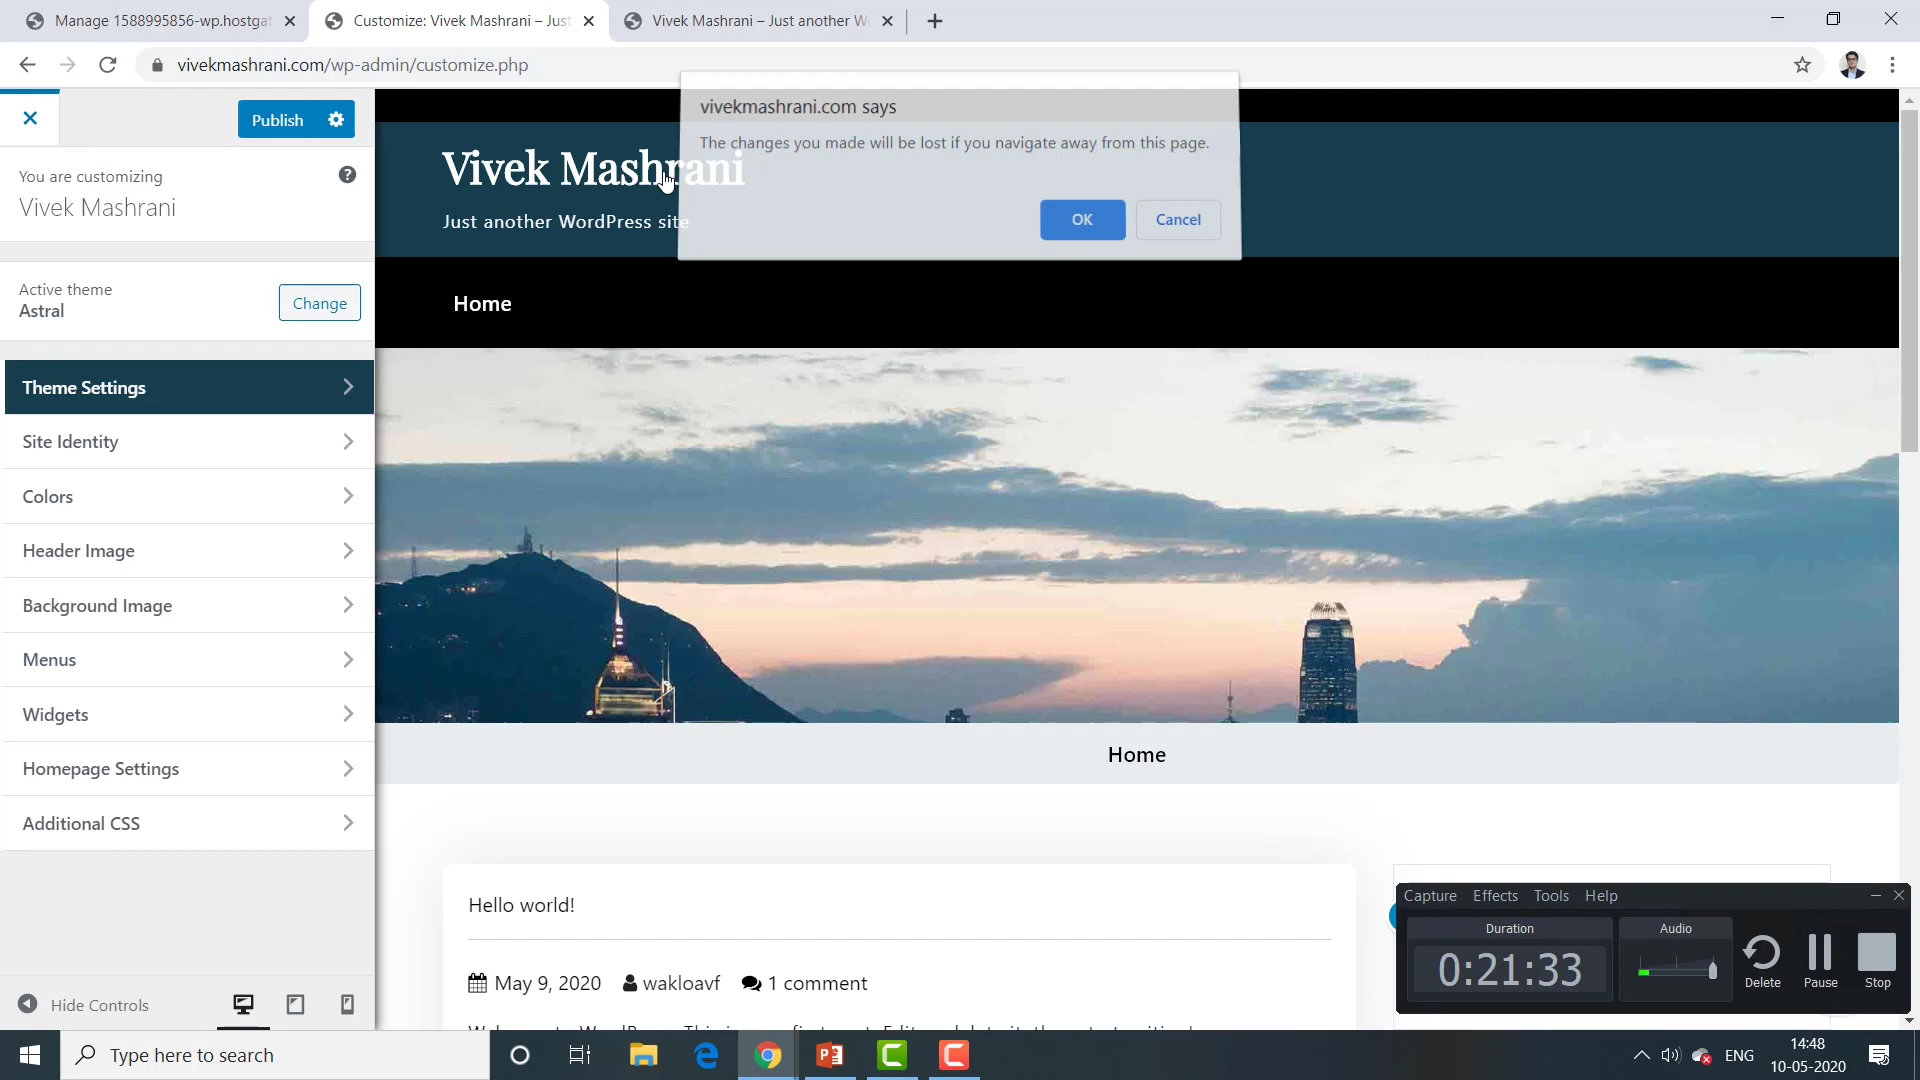 Manage 1588995856-wp.hostga
Customize: Vivek Mashrani – Just
Vivek Mashrani – Just another W
vivekmashrani.com/wp-admin/customize.php
vivekmashrani.com says
The changes you made will be lost if you navigate away from this page.
OK
Cancel
Publish
You are customizing
Vivek Mashrani
Active theme
Astral
Change
Theme Settings
Site Identity
Colors
Header Image
Background Image
Menus
Widgets
Homepage Settings
Additional CSS
Hide Controls
Vivek Mashrani
Just another WordPress site
Home
Home
Hello world!
May 9, 2020 wakloavf 1 comment
Capture Effects Tools Help
Duration
Audio
0:21:33
Delete
Pause
Stop
Type here to search
ENG
14:48
10-05-2020